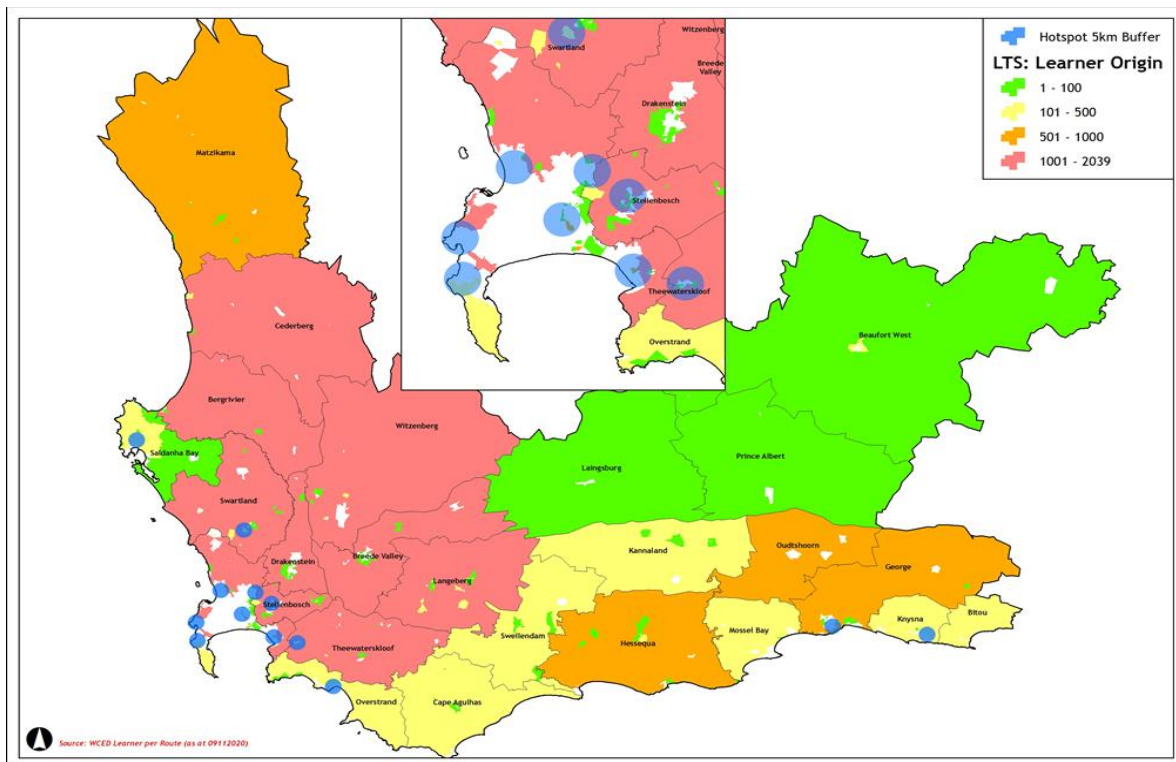 Hotspot 5km Buffer
LTS: Learner Origin
1 - 100
101 - 500
501 - 1000
1001 - 2039
Witzenberg
Swartland
Breede
Valley
Drakenstein
Stellenbosch
Theewaterskloof
Overstrand
Matzikama
Cederberg
Bergrivier
Witzenberg
Beaufort West
Saldanha Bay
Laingsburg
Prince Albert
Swartland
Kannaland
Oudtshoorn
Drakenstein
Breede Valley
George
Langeberg
Stellenbosch
Bitou
Knysna
Mossel Bay
Swellendam
Hessequa
Theewaterskloof
Overstrand
Cape Agulhas
Source: WCED Learner per Route (as at 09112020)